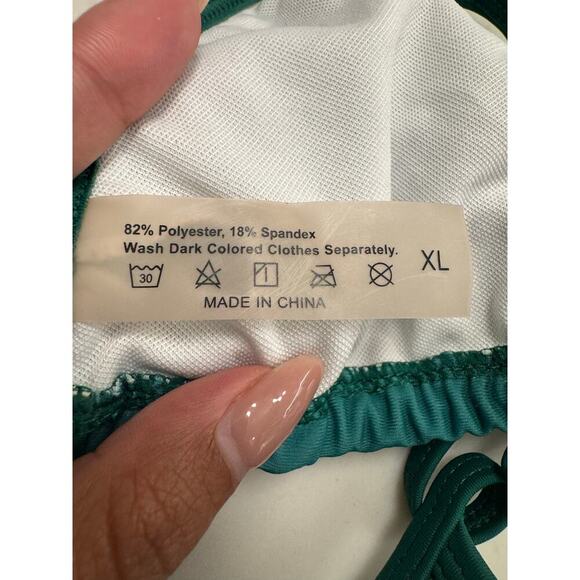 82% Polyester, 18% Spandex
Wash Dark Colored Clothes Separately.
30
XL
MADE IN CHINA